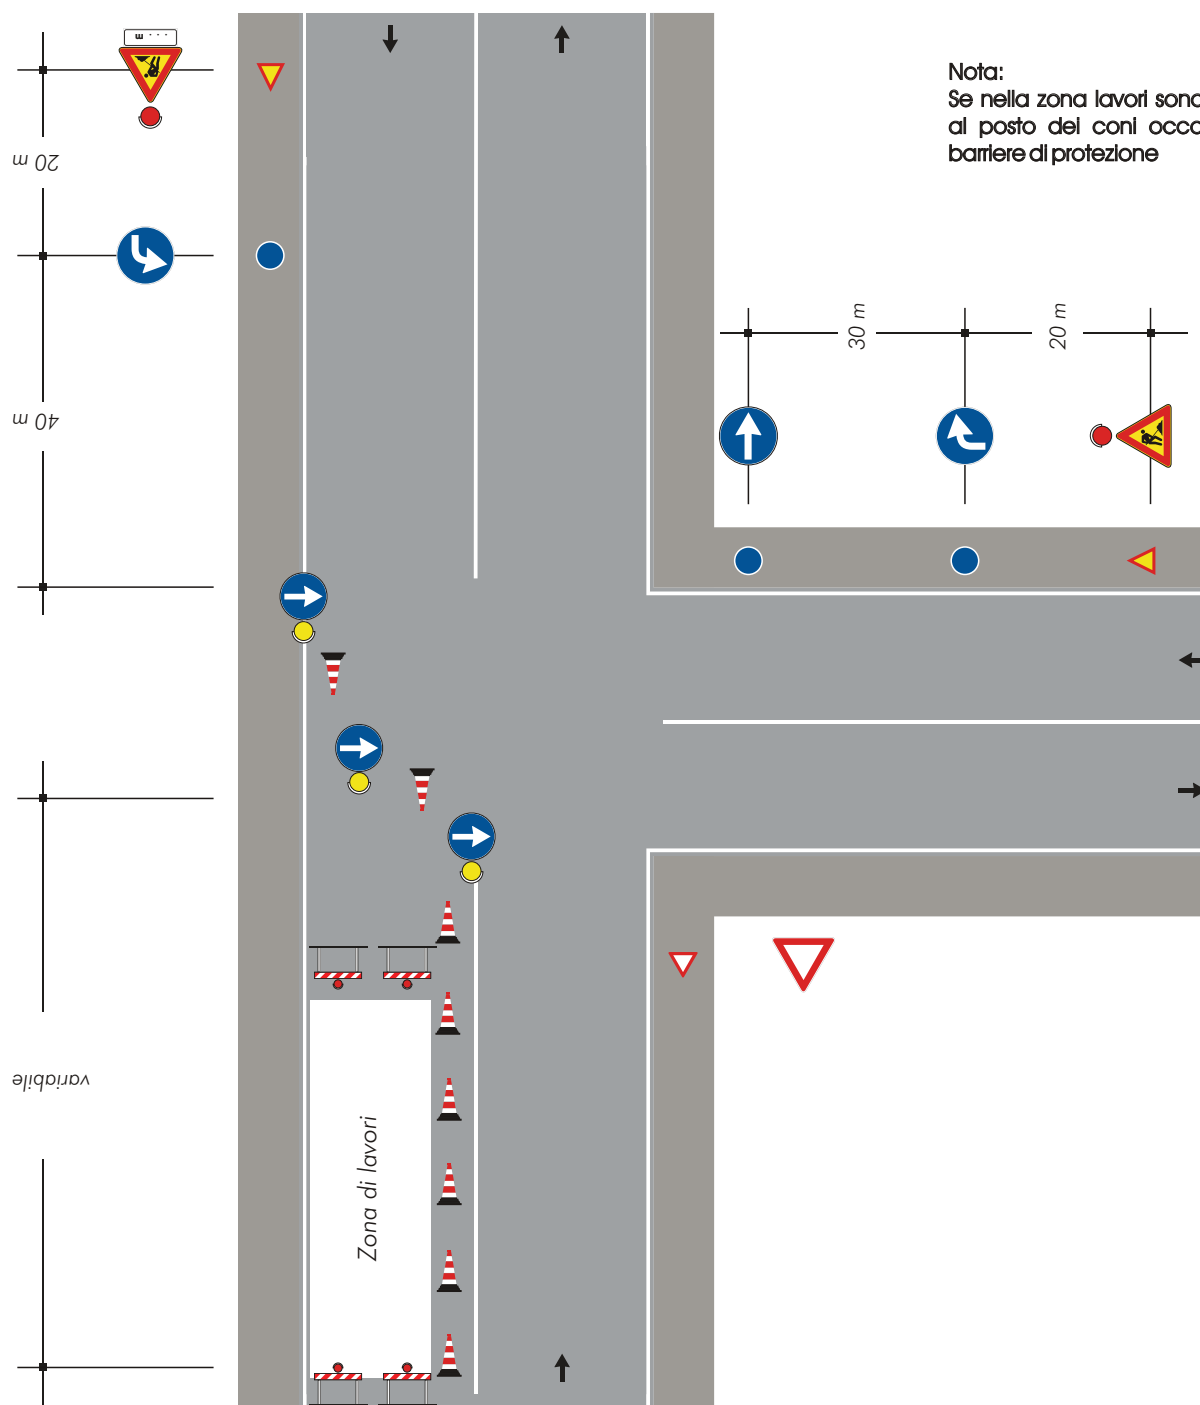 Nota:
Se nella zona lavori sono
al posto dei coni occo
barriere di protezione
m . . .
20 m
40 m
30 m
20 m
variabile
Zona di lavori